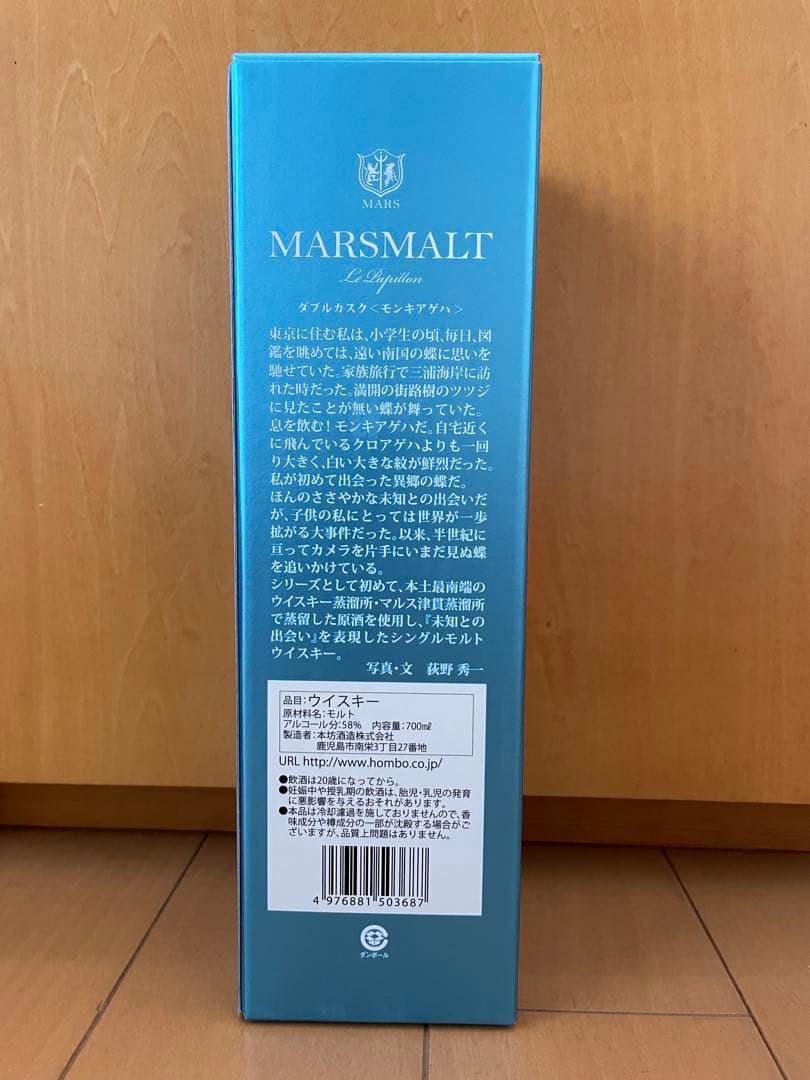 MARS
MARSMALT
Le Papillon
ダブルカスク＜モンキアゲハ＞
東京に住む私は、小学生の頃、毎日、図
鑑を眺めては、遠い南国の蝶に思いを
馳せていた。家族旅行で三浦海岸に訪
れた時だった。満開の街路樹のツツジ
に見たことが無い蝶が舞っていた。
息を飲む！モンキアゲハだ。自宅近く
に飛んでいるクロアゲハよりも一回
り大きく、白い大きな紋が鮮烈だった。
私が初めて出会った異郷の蝶だ。
ほんのささやかな未知との出会いだ
が、子供の私にとっては世界が一歩
拡がる大事件だった。以来、半世紀に
亘ってカメラを片手にいまだ見ぬ蝶
を追いかけている。
シリーズとして初めて、本土最南端の
ウイスキー蒸溜所・マルス津貫蒸溜所
で蒸留した原酒を使用し、『未知との
出会い』を表現したシングルモルト
ウイスキー。
写真・文　荻野 秀一
品目：ウイスキー
原材料名：モルト
アルコール分：58%　内容量：700㎖
製造者：本坊酒造株式会社
鹿児島市南栄3丁目27番地
URL http://www.hombo.co.jp/
●飲酒は20歳になってから。
●妊娠中や授乳期の飲酒は、胎児・乳児の発育
に悪影響を与えるおそれがあります。
●本品は冷却濾過を施しておりませんので、香
味成分や樽成分の一部が沈殿する場合がご
ざいますが、品質上問題はありません。
4 976881 503687
ダンボール